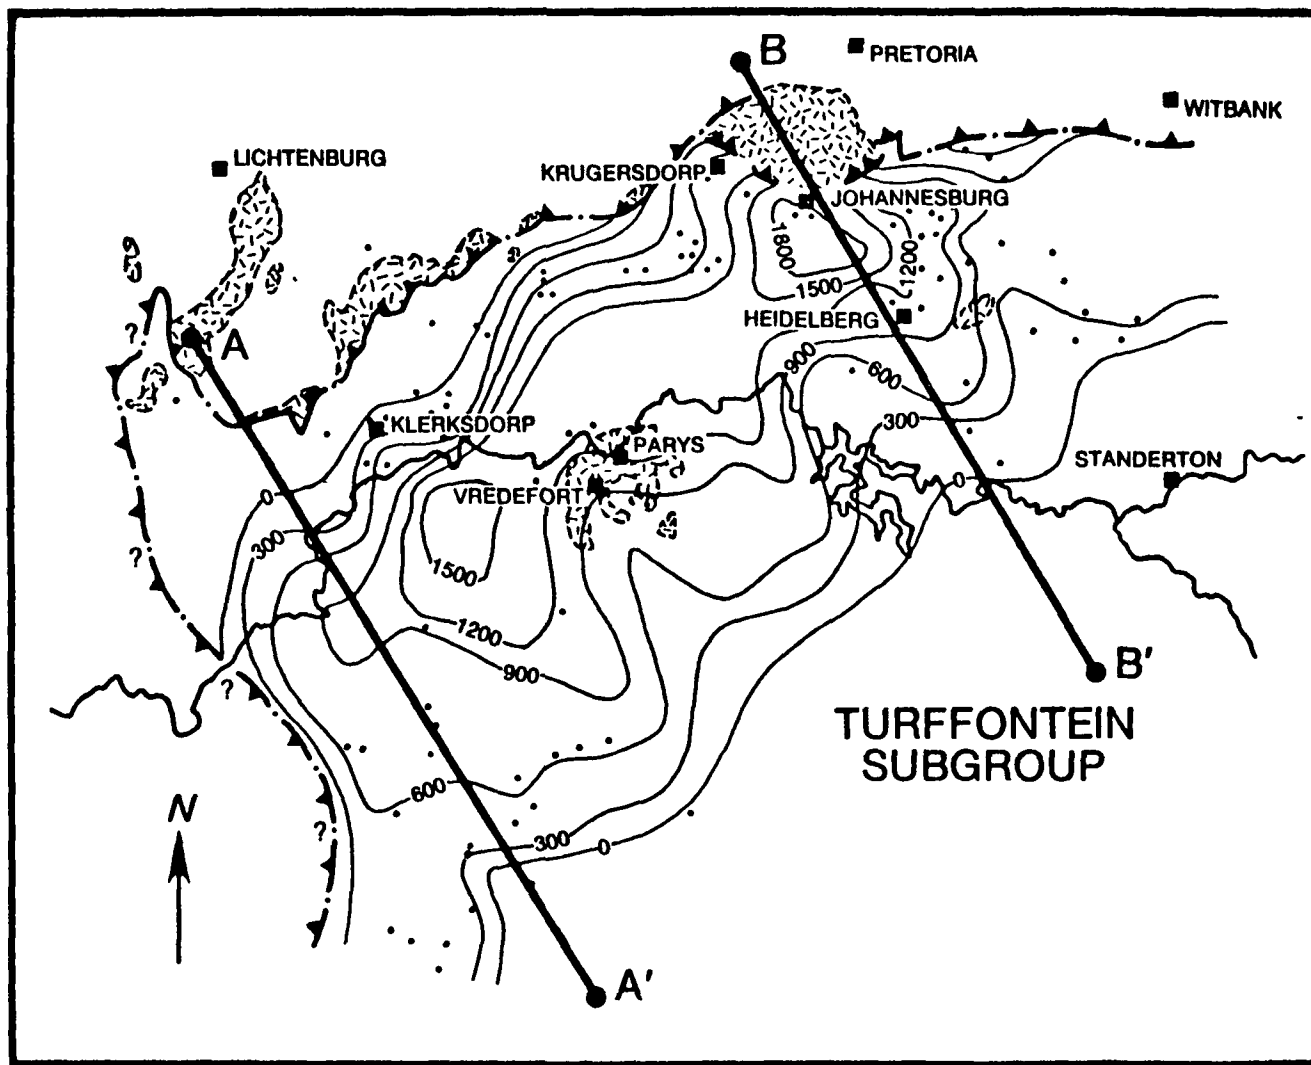 B
PRETORIA
WITBANK
LICHTENBURG
KRUGERSDORP
JOHANNESBURG
1800
1200
1500
HEIDELBERG
?
A
900
600
300
KLERKSDORP
PARYS
STANDERTON
0
0
VREDEFORT
300
1500
?
1200
900
B'
?
TURFFONTEIN
SUBGROUP
600
N
?
300
0
A'